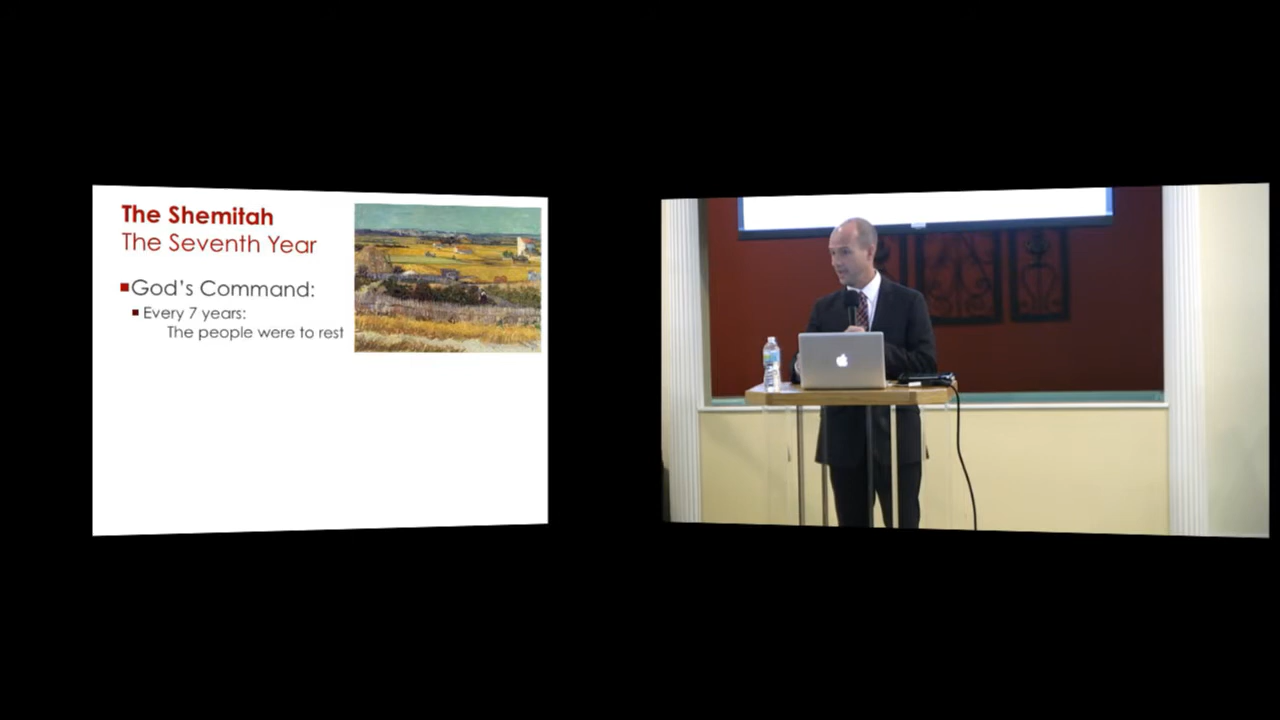 The Shemitah
The Seventh Year
■God's Command:
■ Every 7 years:
The people were to rest